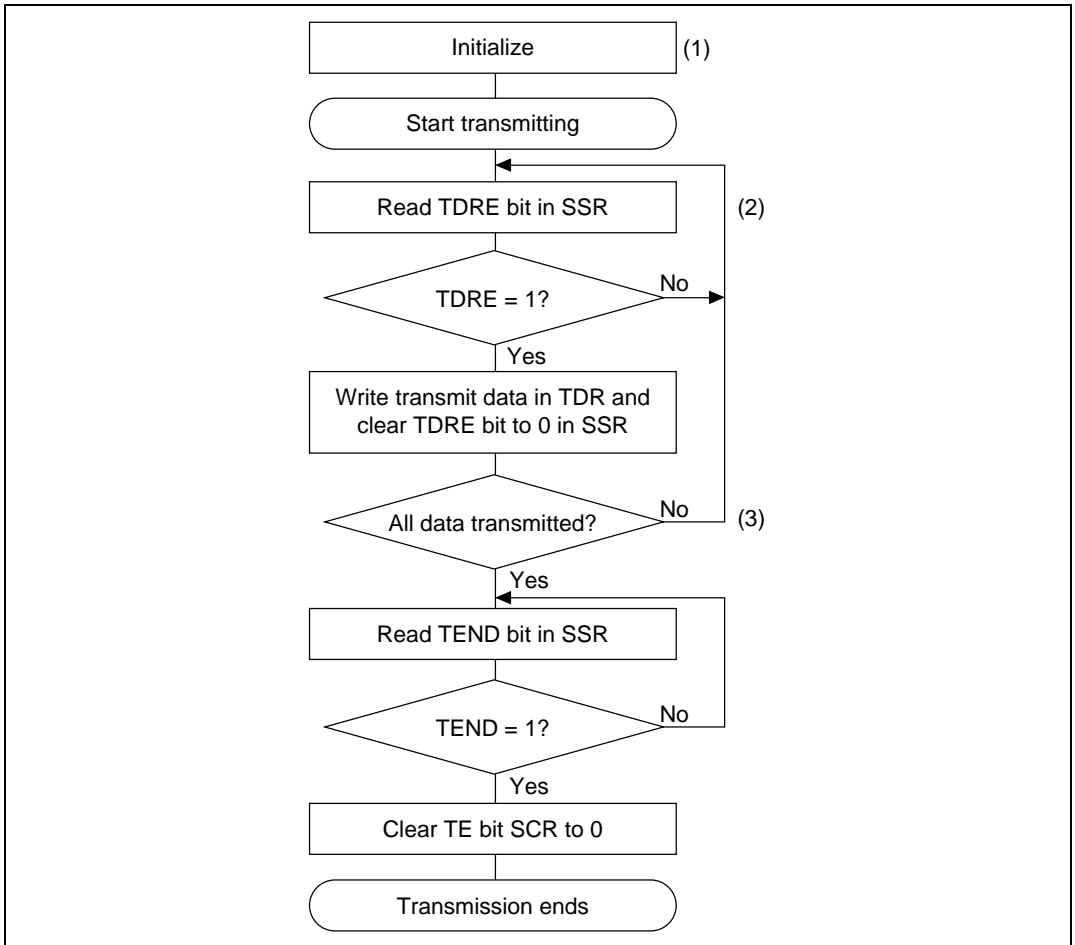 Initialize
(1)
Start transmitting
Read TDRE bit in SSR
(2)
TDRE = 1?
No
Yes
Write transmit data in TDR and
clear TDRE bit to 0 in SSR
All data transmitted?
No
(3)
Yes
Read TEND bit in SSR
TEND = 1?
No
Yes
Clear TE bit SCR to 0
Transmission ends